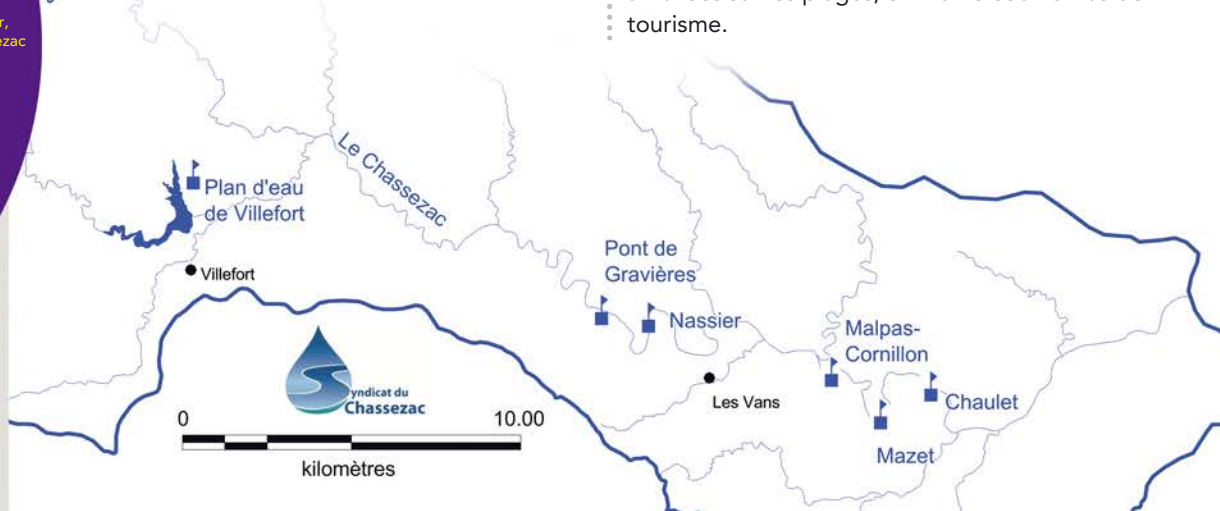 tourisme.
r,
ezac
Le Chassezac
Plan d'eau
de Villefort
Villefort
Pont de
Gravières
Nassier
Malpas-
Cornillon
Les Vans
Chaulet
Mazet
Syndicat du
Chassezac
0 10.00
kilomètres